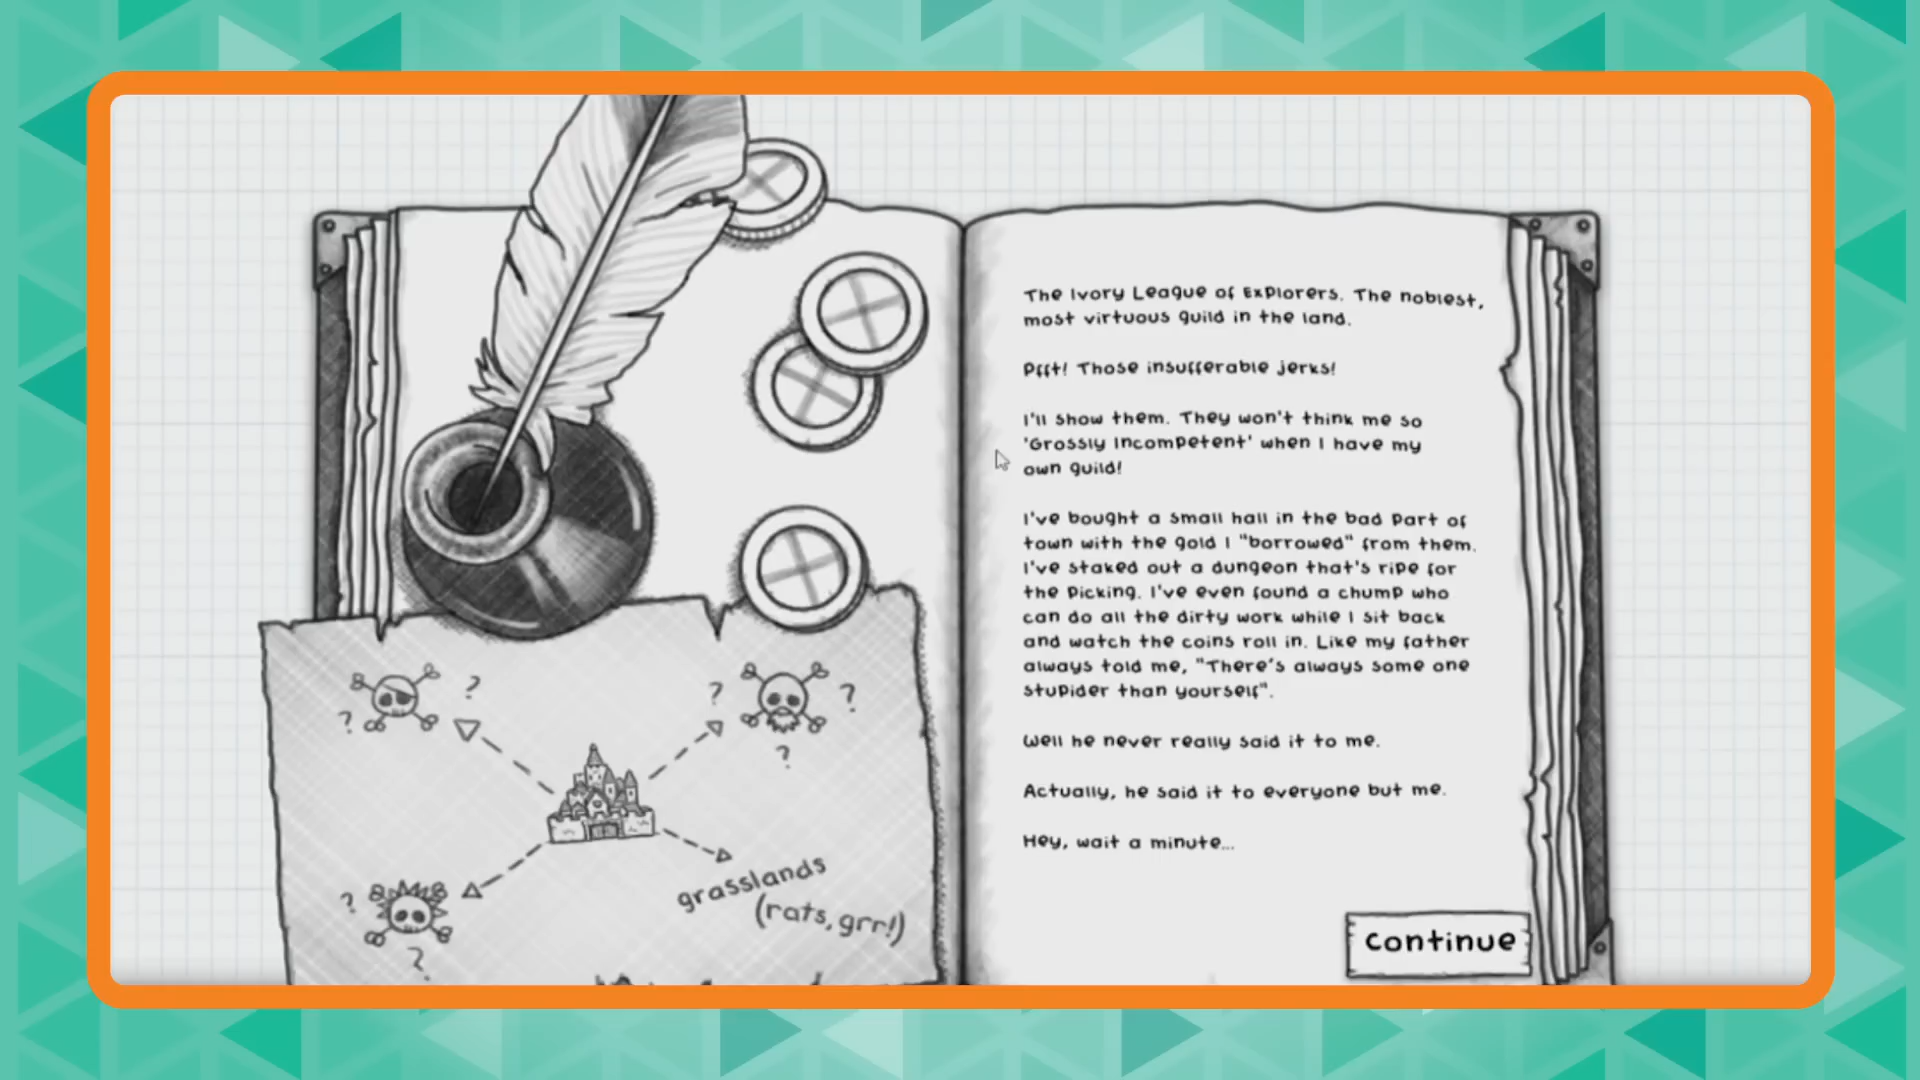 The Ivory League of Explorers. The noblest,
most virtuous guild in the land.
Pfft! Those insufferable jerks!
I'll show them. They won't think me so
'Grossly Incompetent' when I have my
own guild!
I've bought a small hall in the bad part of
town with the gold I "borrowed" from them.
I've staked out a dungeon that's ripe for
the picking. I've even found a chump who
can do all the dirty work while I sit back
and watch the coins roll in. Like my father
always told me, "There's always some one
stupider than yourself".
Well he never really said it to me.
Actually, he said it to everyone but me.
Hey, wait a minute...
continue
? ?
? ? ?
grasslands
(rats, grr!)
? ?